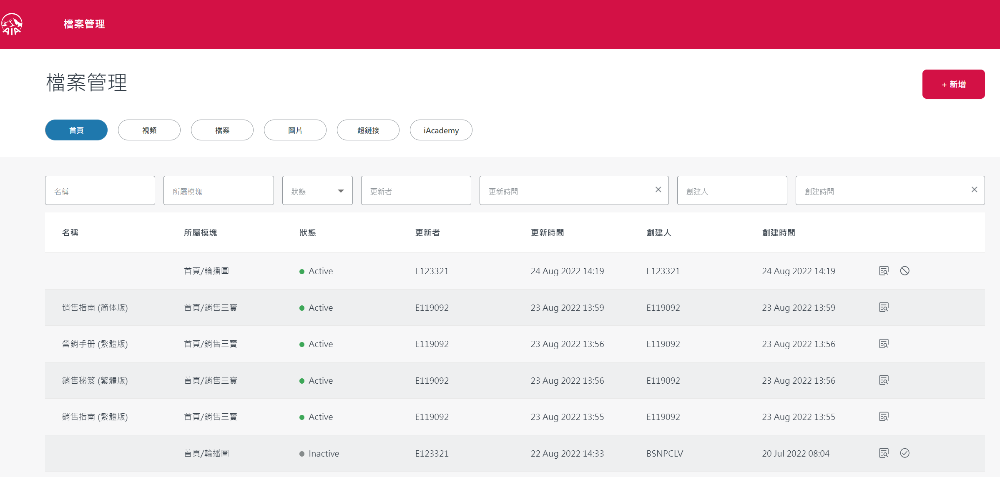 AIA
檔案管理
檔案管理
+ 新增
首頁 視頻 檔案 圖片 超鏈接 iAcademy
名稱 所屬模塊 狀態 更新者 更新時間 創建人 創建時間
名稱 所屬模塊 狀態 更新者 更新時間 創建人 創建時間
首頁/輪播圖 Active E123321 24 Aug 2022 14:19 E123321 24 Aug 2022 14:19
销售指南 (简体版) 首頁/銷售三寶 Active E119092 23 Aug 2022 13:59 E119092 23 Aug 2022 13:59
營銷手册 (繁體版) 首頁/銷售三寶 Active E119092 23 Aug 2022 13:56 E119092 23 Aug 2022 13:56
銷售秘笈 (繁體版) 首頁/銷售三寶 Active E119092 23 Aug 2022 13:56 E119092 23 Aug 2022 13:56
銷售指南 (繁體版) 首頁/銷售三寶 Active E119092 23 Aug 2022 13:55 E119092 23 Aug 2022 13:55
首頁/輪播圖 Inactive E123321 22 Aug 2022 14:33 BSNPCLV 20 Jul 2022 08:04